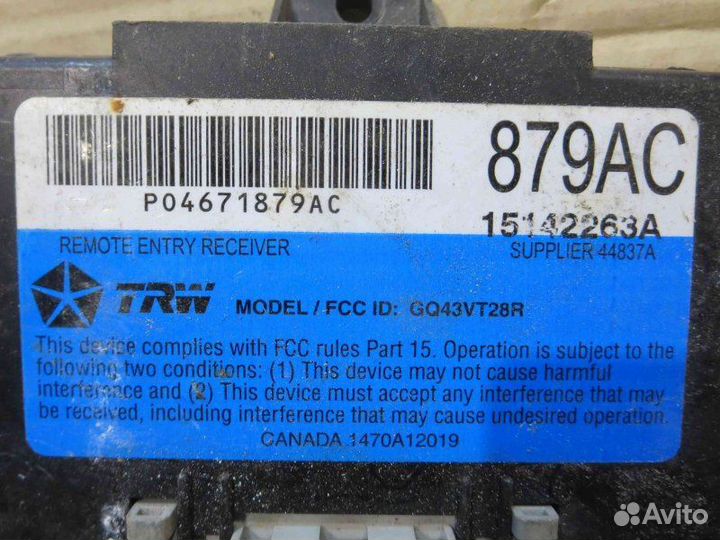 879AC
P04671879AC
15142263A
REMOTE ENTRY RECEIVER
SUPPLIER 44837A
TRW
MODEL / FCC ID: GQ43VT28R
This device complies with FCC rules Part 15. Operation is subject to the
following two conditions: (1) This device may not cause harmful
interference and (2) This device must accept any interference that may
be received, including interference that may cause undesired operation.
CANADA 1470A12019
Avito